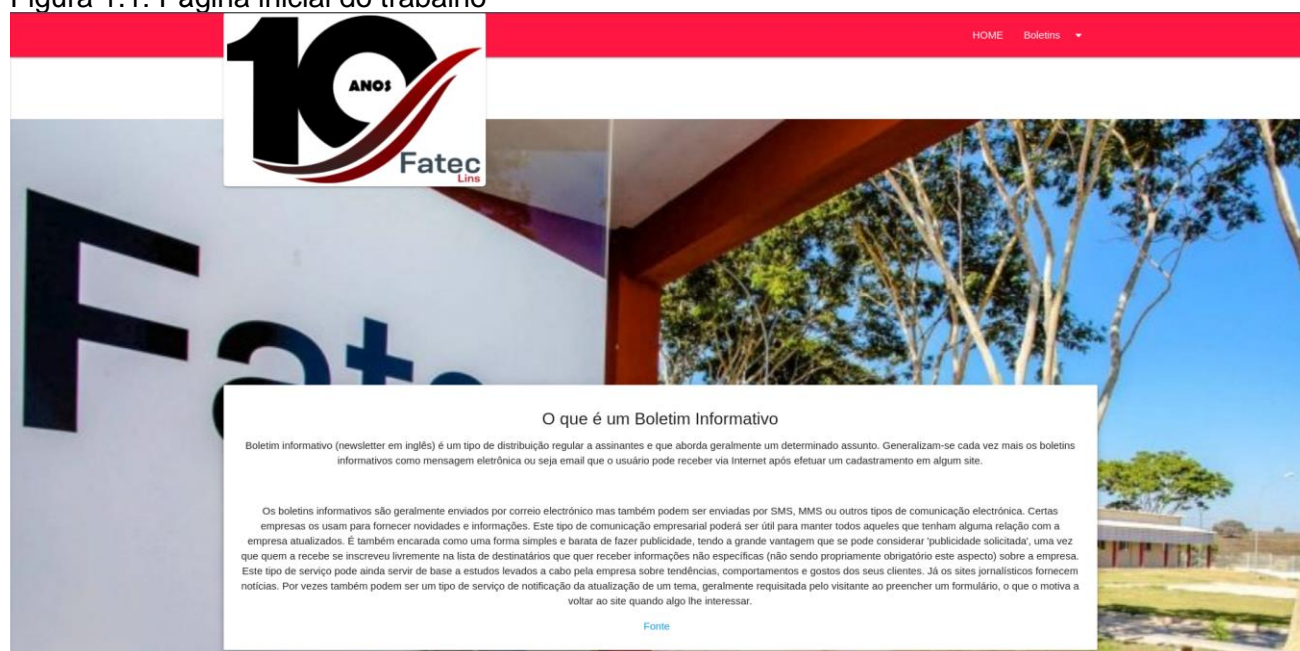 Figura 1.1: Página inicial do trabalho
HOME Boletins
10
ANOS
Fatec
Lins
Fate
O que é um Boletim Informativo
Boletim informativo (newsletter em inglês) é um tipo de distribuição regular a assinantes e que aborda geralmente um determinado assunto. Generalizam-se cada vez mais os boletins
informativos como mensagem eletrônica ou seja email que o usuário pode receber via Internet após efetuar um cadastramento em algum site.
Os boletins informativos são geralmente enviados por correio electrónico mas também podem ser enviadas por SMS, MMS ou outros tipos de comunicação electrónica. Certas
empresas os usam para fornecer novidades e informações. Este tipo de comunicação empresarial poderá ser útil para manter todos aqueles que tenham alguma relação com a
empresa atualizados. É também encarada como uma forma simples e barata de fazer publicidade, tendo a grande vantagem que se pode considerar 'publicidade solicitada', uma vez
que quem a recebe se inscreveu livremente na lista de destinatários que quer receber informações não específicas (não sendo propriamente obrigatório este aspecto) sobre a empresa.
Este tipo de serviço pode ainda servir de base a estudos levados a cabo pela empresa sobre tendências, comportamentos e gostos dos seus clientes. Já os sites jornalísticos fornecem
notícias. Por vezes também podem ser um tipo de serviço de notificação da atualização de um tema, geralmente requisitada pelo visitante ao preencher um formulário, o que o motiva a
voltar ao site quando algo lhe interessar.
Fonte